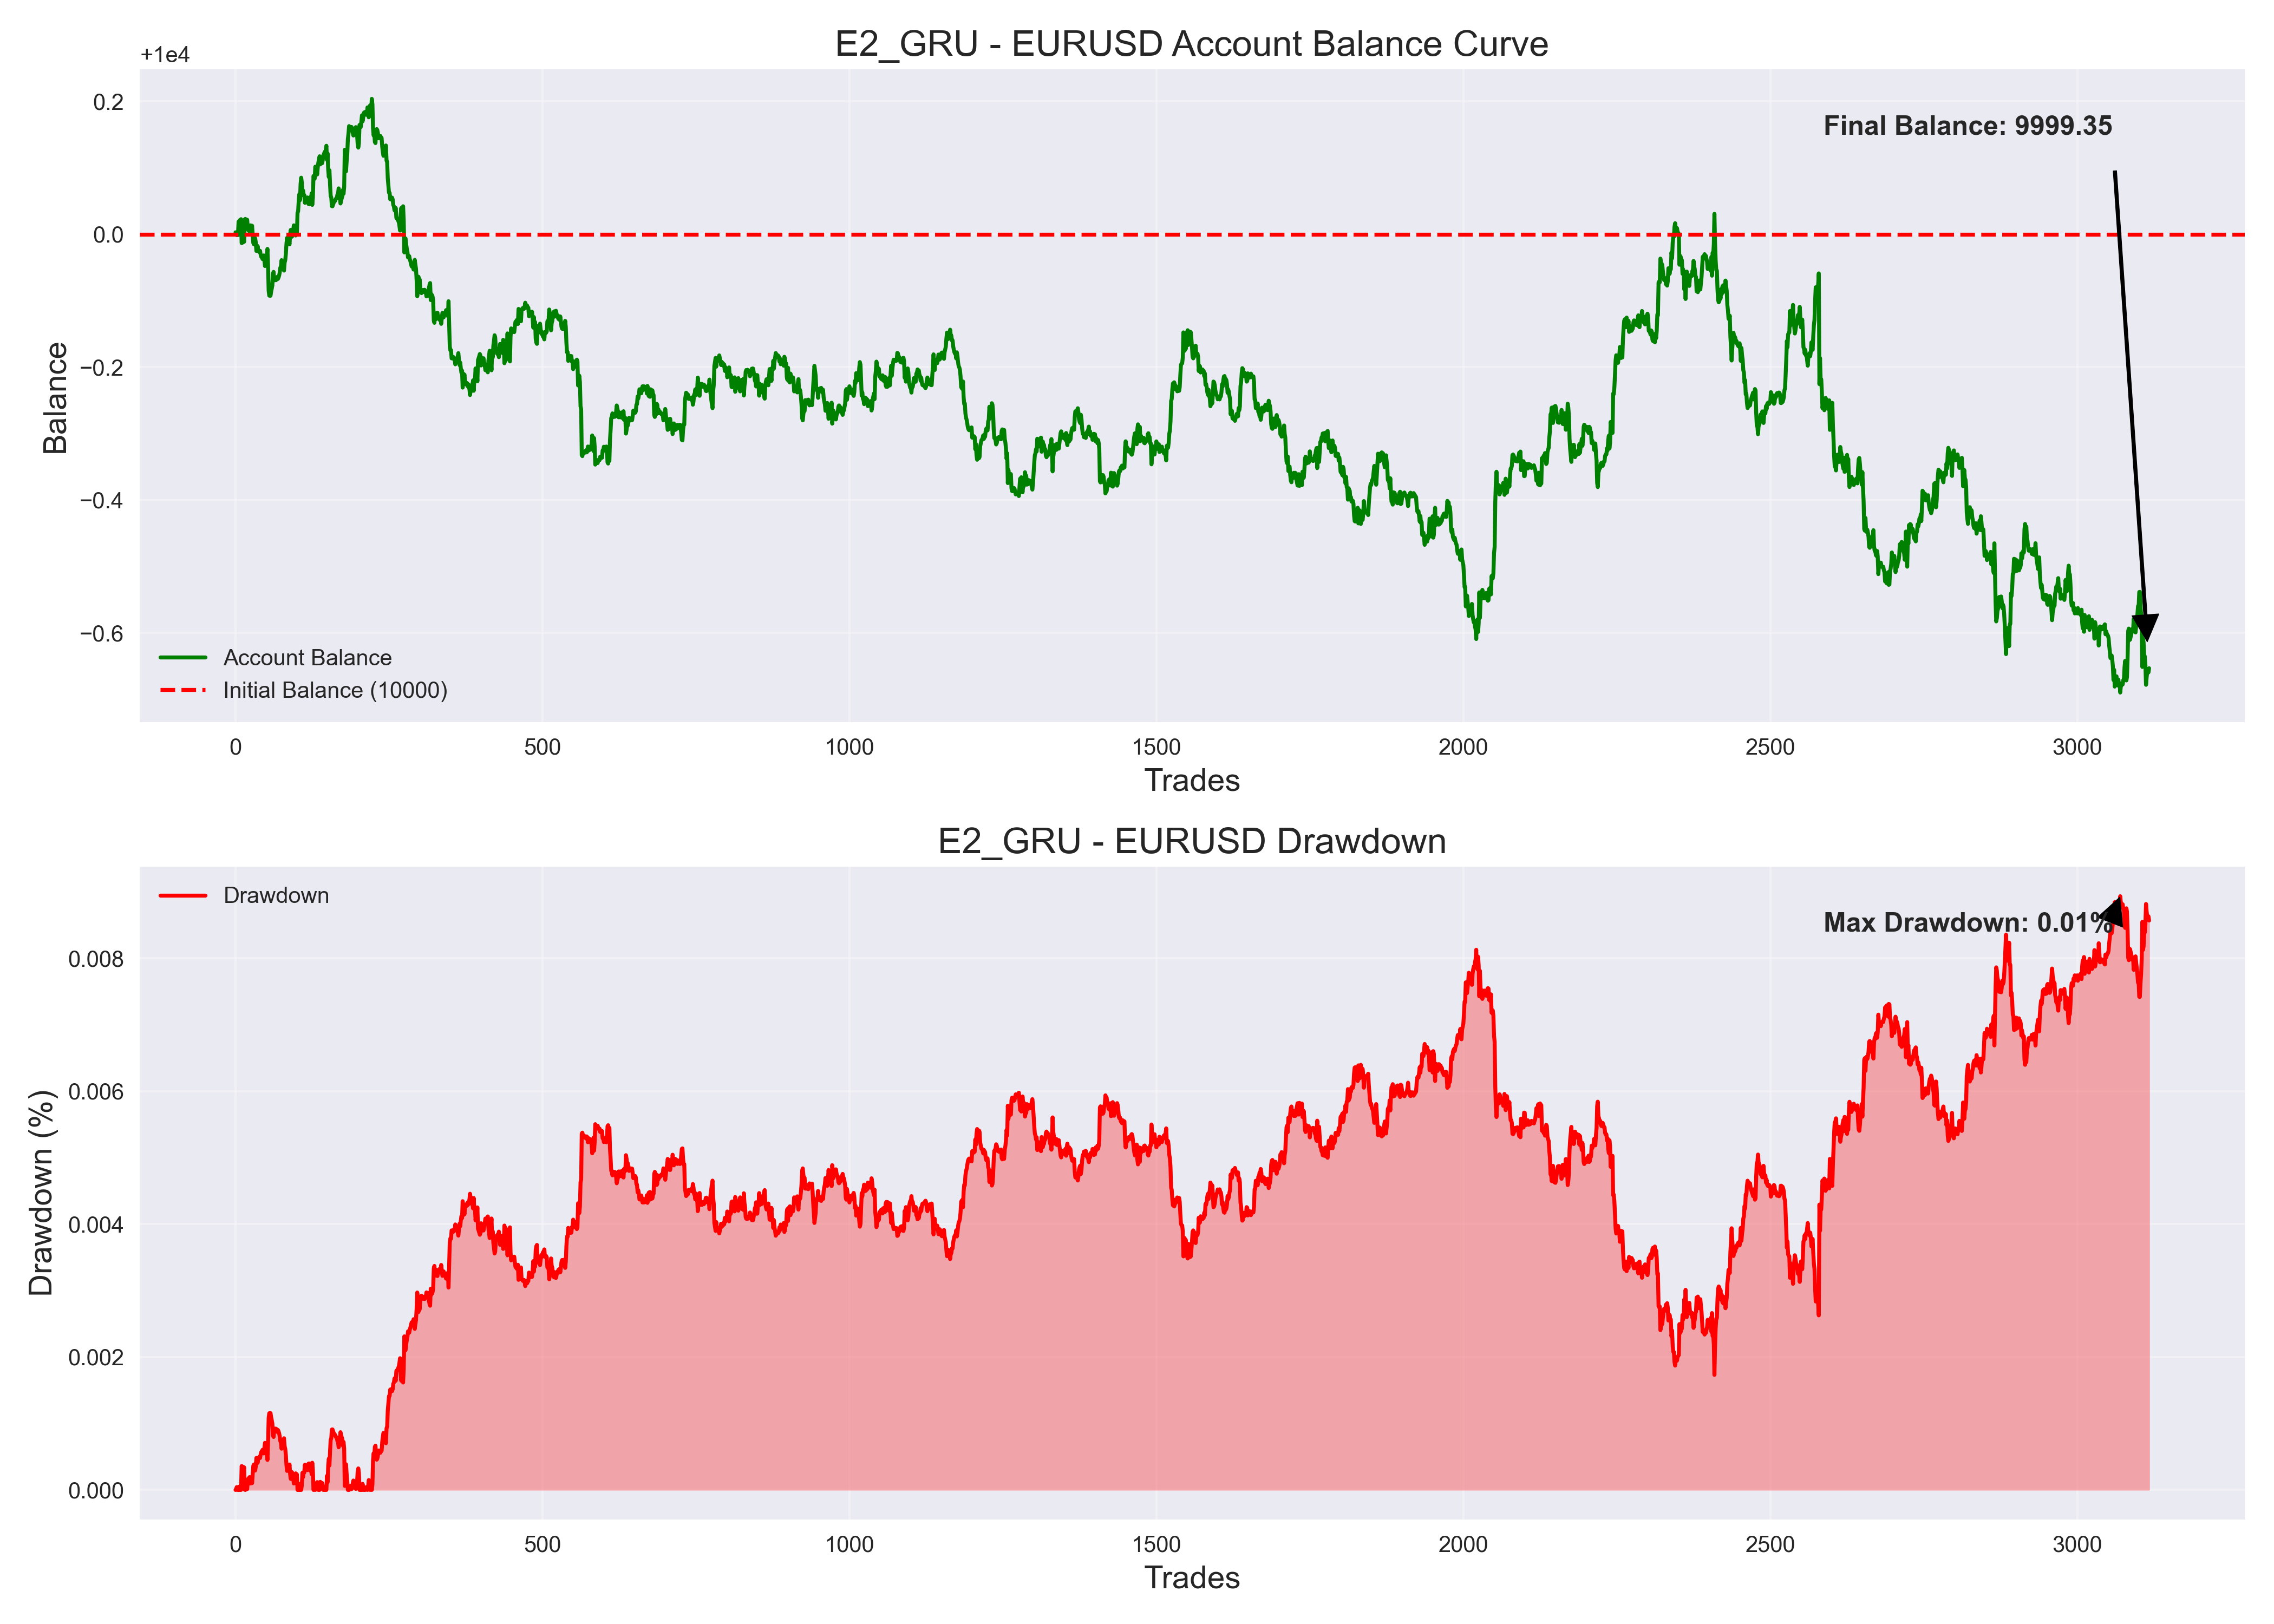 E2_GRU - EURUSD Account Balance Curve
+1e4
0.2
0.0
−0.2
−0.4
−0.6
Balance
Final Balance: 9999.35
Account Balance
Initial Balance (10000)
0 500 1000 1500 2000 2500 3000
Trades
E2_GRU - EURUSD Drawdown
Drawdown
Max Drawdown: 0.01%
0.008
0.006
0.004
0.002
0.000
Drawdown (%)
0 500 1000 1500 2000 2500 3000
Trades